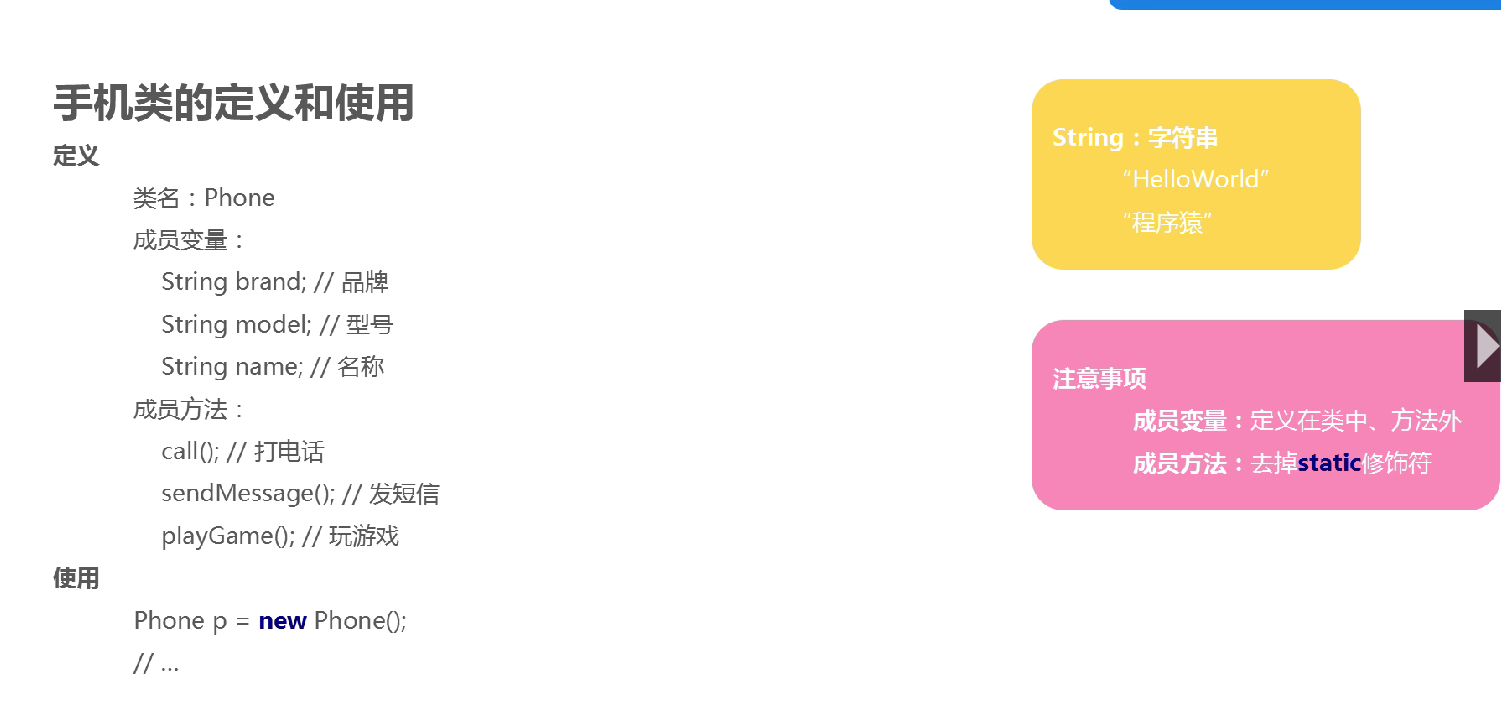 手机类的定义和使用
定义
类名：Phone
成员变量：
String brand; // 品牌
String model; // 型号
String name; // 名称
成员方法：
call(); // 打电话
sendMessage(); // 发短信
playGame(); // 玩游戏
使用
Phone p = new Phone();
// ...
String：字符串
“HelloWorld”
“程序猿”
注意事项
成员变量：定义在类中、方法外
成员方法：去掉static修饰符